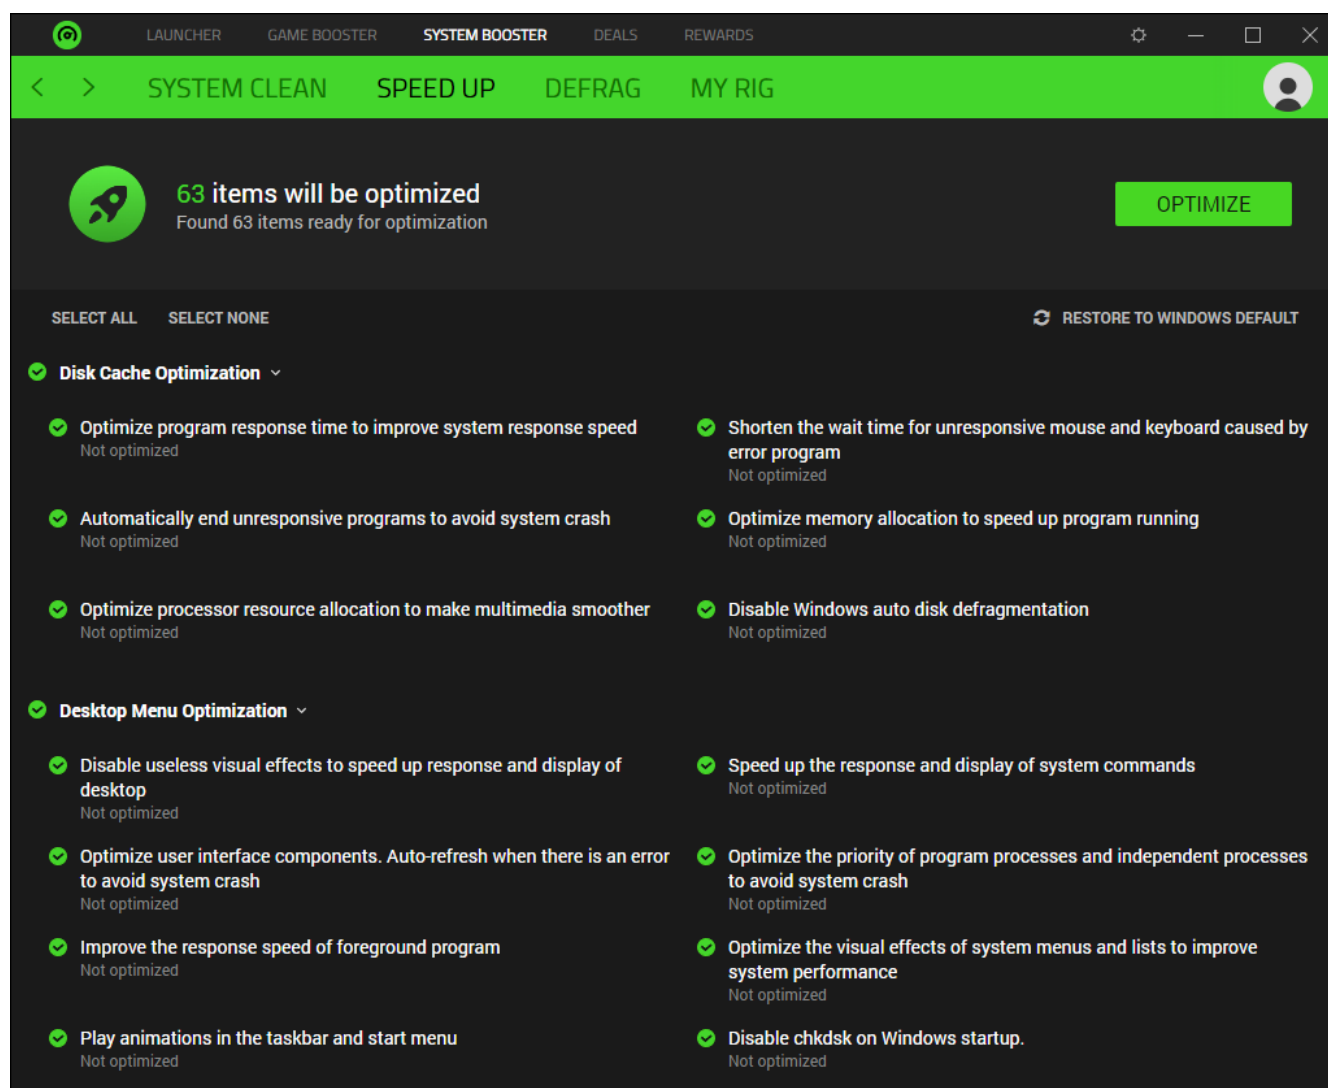 LAUNCHER GAME BOOSTER SYSTEM BOOSTER DEALS REWARDS
SYSTEM CLEAN SPEED UP DEFRAG MY RIG
63 items will be optimized
Found 63 items ready for optimization
OPTIMIZE
SELECT ALL SELECT NONE RESTORE TO WINDOWS DEFAULT
Disk Cache Optimization
Optimize program response time to improve system response speed
Not optimized
Shorten the wait time for unresponsive mouse and keyboard caused by
error program
Not optimized
Automatically end unresponsive programs to avoid system crash
Not optimized
Optimize memory allocation to speed up program running
Not optimized
Optimize processor resource allocation to make multimedia smoother
Not optimized
Disable Windows auto disk defragmentation
Not optimized
Desktop Menu Optimization
Disable useless visual effects to speed up response and display of
desktop
Not optimized
Speed up the response and display of system commands
Not optimized
Optimize user interface components. Auto-refresh when there is an error
to avoid system crash
Not optimized
Optimize the priority of program processes and independent processes
to avoid system crash
Not optimized
Improve the response speed of foreground program
Not optimized
Optimize the visual effects of system menus and lists to improve
system performance
Not optimized
Play animations in the taskbar and start menu
Not optimized
Disable chkdsk on Windows startup.
Not optimized